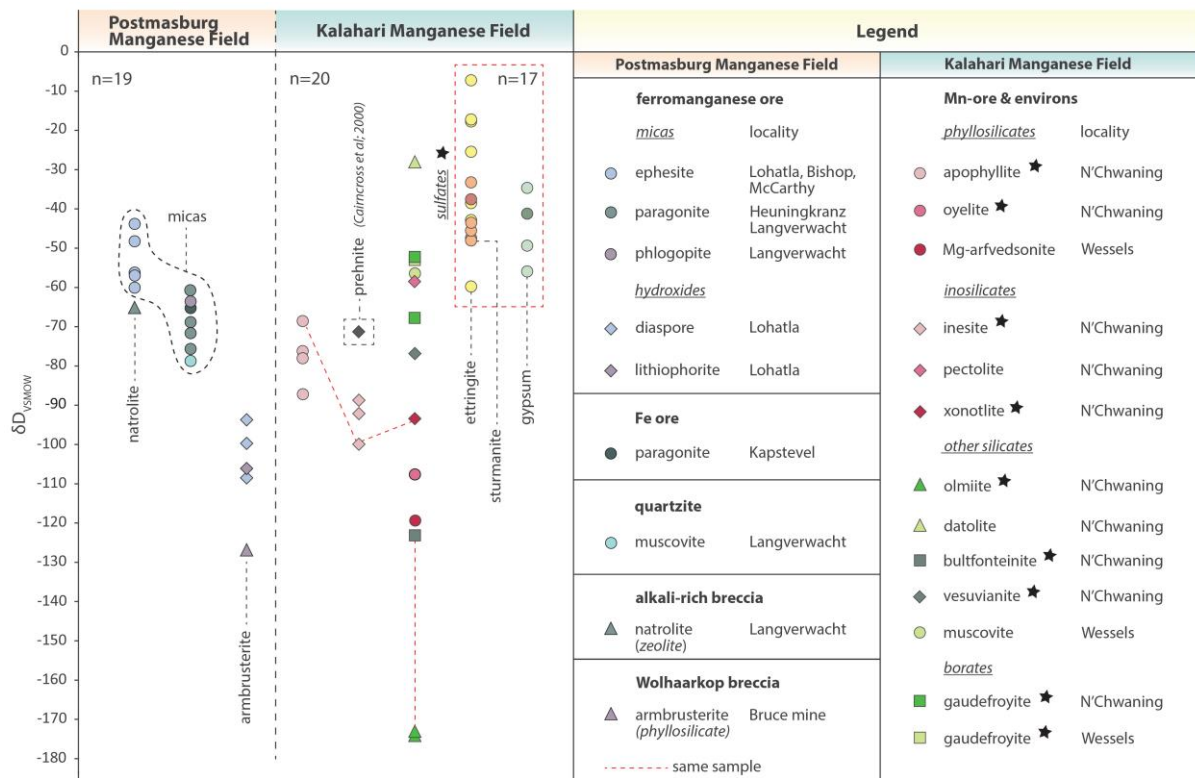 Postmasburg
Manganese Field
Kalahari Manganese Field
Legend
n=19
n=20
n=17
0
-10
-20
-30
-40
-50
-60
-70
-80
-90
-100
-110
-120
-130
-140
-150
-160
-170
-180
δD_VSMOW
micas
natrolite
armbrusterite
prehnite (Cairncross et al; 2000)
sulfates ★
ettringite
sturmanite
gypsum
Postmasburg Manganese Field
ferromanganese ore
micas locality
ephesite Lohatla, Bishop,
McCarthy
paragonite Heuningkranz
Langverwacht
phlogopite Langverwacht
hydroxides
diaspore Lohatla
lithiophorite Lohatla
Fe ore
paragonite Kapstevel
quartzite
muscovite Langverwacht
alkali-rich breccia
natrolite Langverwacht
(zeolite)
Wolhaarkop breccia
armbrusterite Bruce mine
(phyllosilicate)
same sample
Kalahari Manganese Field
Mn-ore & environs
phyllosilicates locality
apophyllite ★ N'Chwaning
oyelite ★ N'Chwaning
Mg-arfvedsonite Wessels
inosilicates
inesite ★ N'Chwaning
pectolite N'Chwaning
xonotlite ★ N'Chwaning
other silicates
olmiite ★ N'Chwaning
datolite N'Chwaning
bultfonteinite ★ N'Chwaning
vesuvianite ★ N'Chwaning
muscovite Wessels
borates
gaudefroyite ★ N'Chwaning
gaudefroyite ★ Wessels